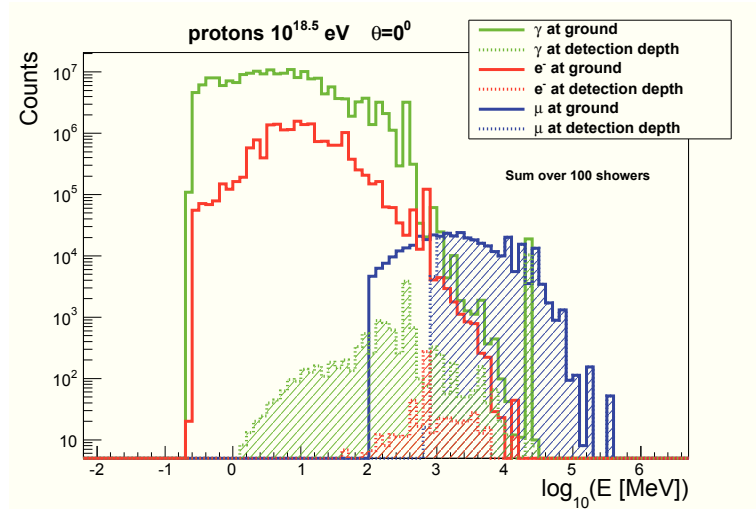 protons 10^18.5 eV θ=0^0
γ at ground
γ at detection depth
e^- at ground
e^- at detection depth
μ at ground
μ at detection depth
Sum over 100 showers
Counts
10^7
10^6
10^5
10^4
10^3
10^2
10
-2 -1 0 1 2 3 4 5 6
log_10(E [MeV])